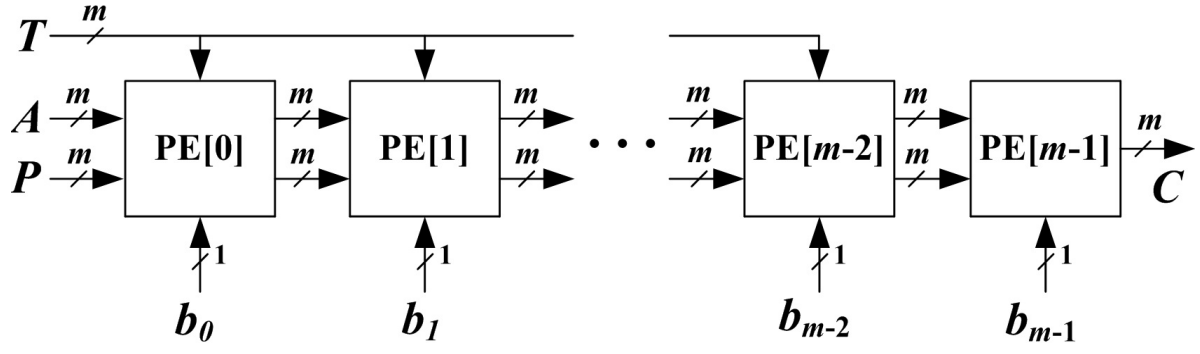 T m
A m m m m m
PE[0] PE[1] . . . PE[m-2] PE[m-1] m
P m m m m m C
1 1 1 1
b0 b1 bm-2 bm-1